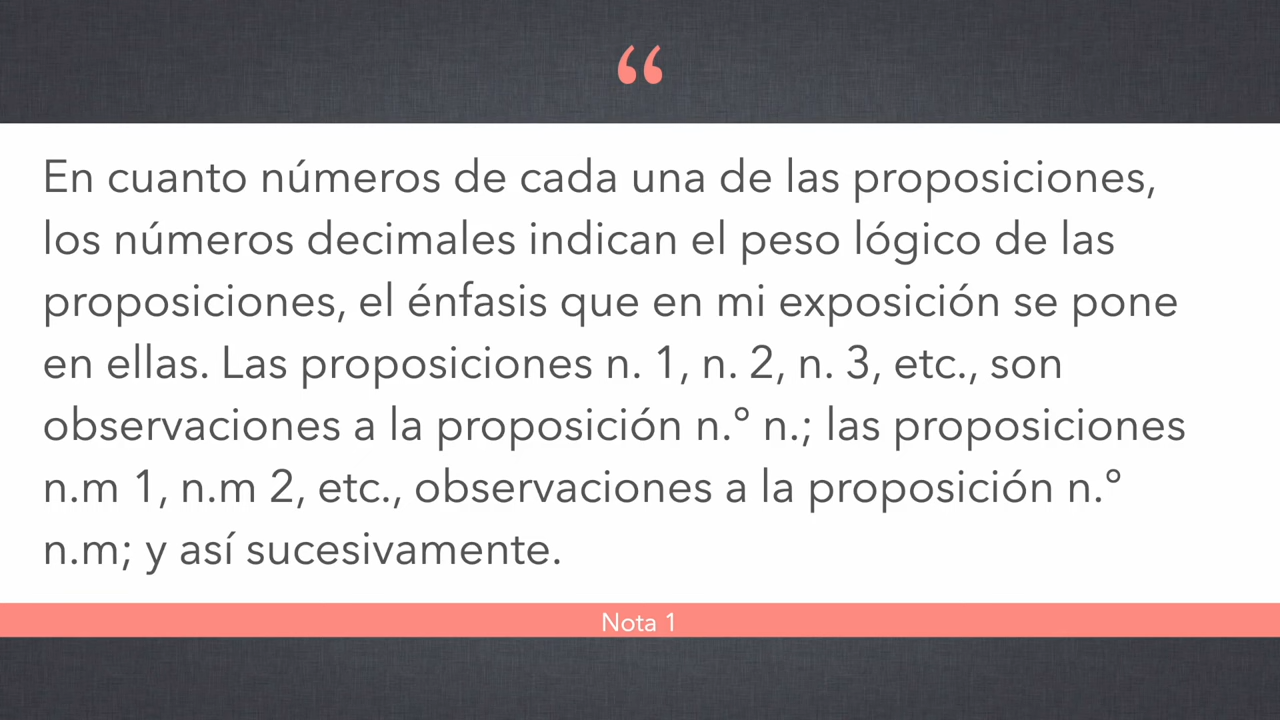 “
En cuanto números de cada una de las proposiciones,
los números decimales indican el peso lógico de las
proposiciones, el énfasis que en mi exposición se pone
en ellas. Las proposiciones n. 1, n. 2, n. 3, etc., son
observaciones a la proposición n.° n.; las proposiciones
n.m 1, n.m 2, etc., observaciones a la proposición n.°
n.m; y así sucesivamente.
Nota 1